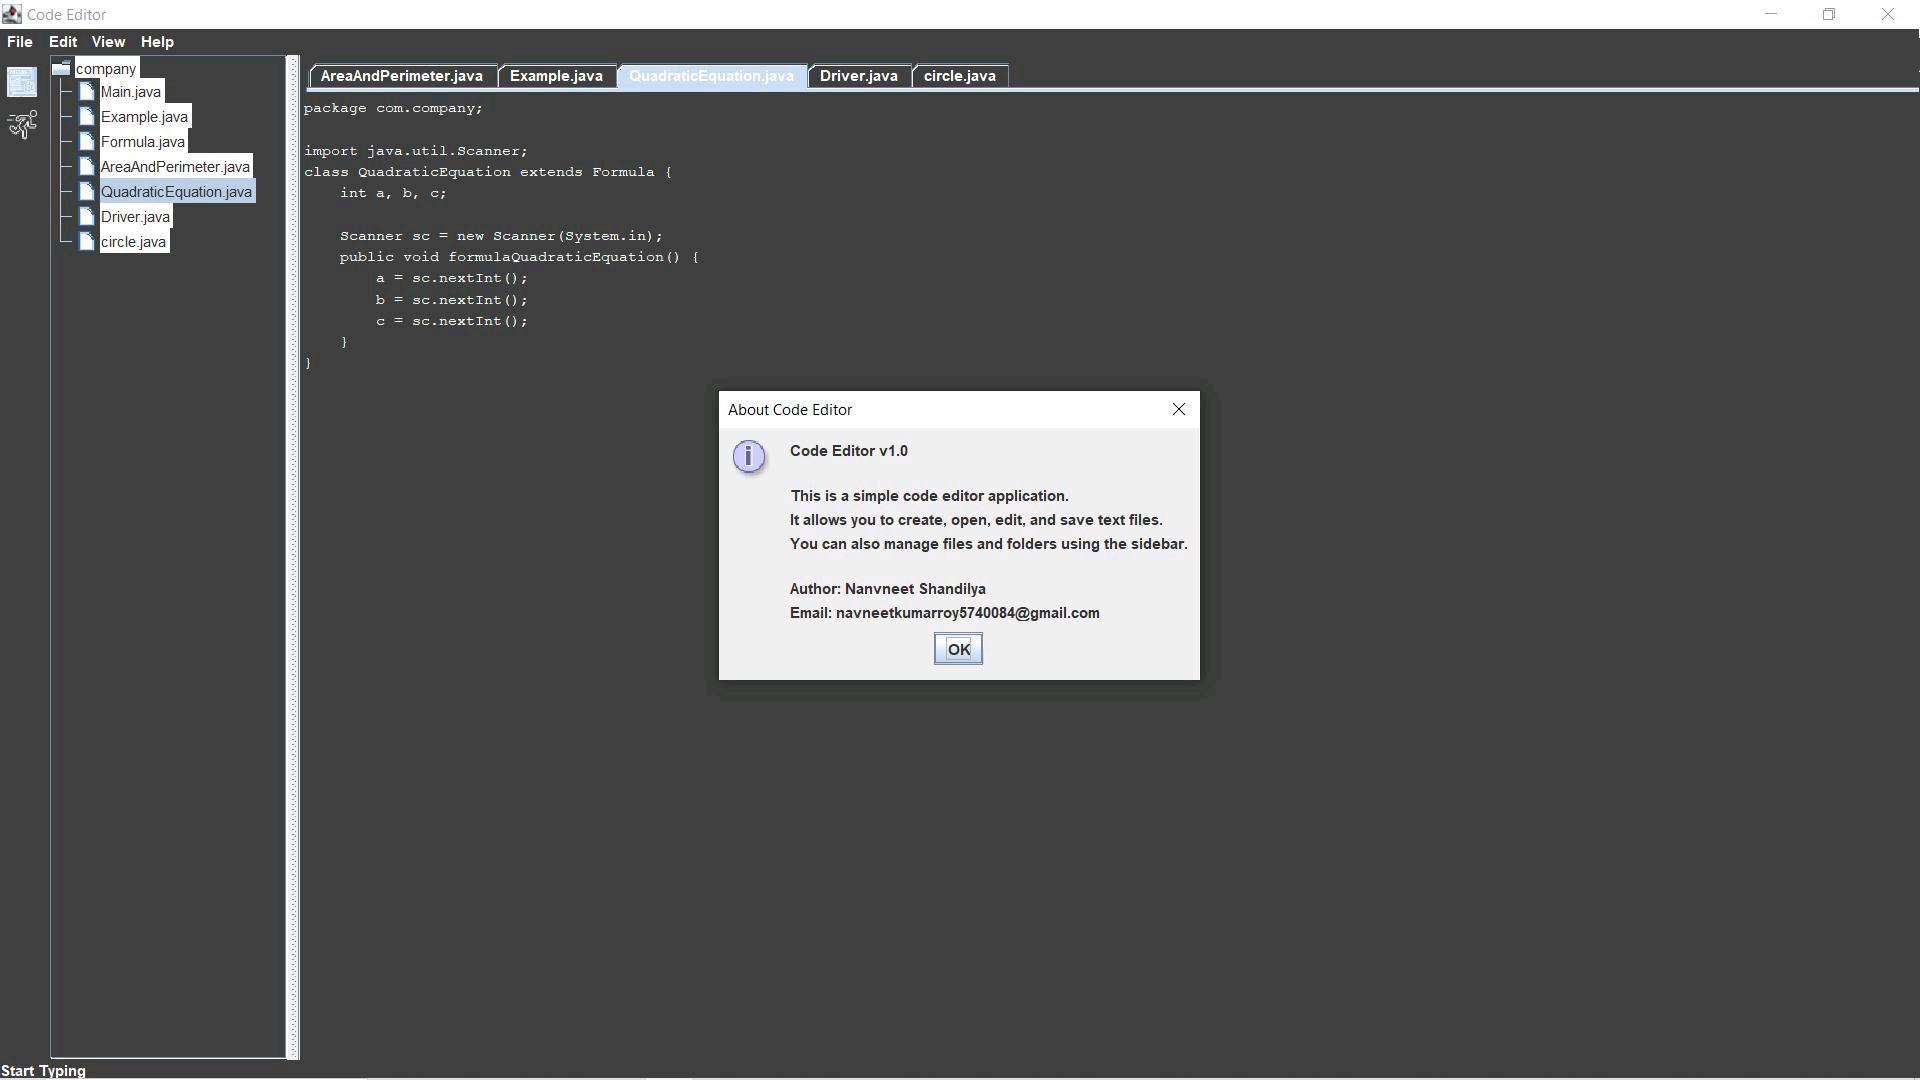 Code Editor
File Edit View Help
company
Main.java
Example.java
Formula.java
AreaAndPerimeter.java
QuadraticEquation.java
Driver.java
circle.java
AreaAndPerimeter.java Example.java QuadraticEquation.java Driver.java circle.java
package com.company;
import java.util.Scanner;
class QuadraticEquation extends Formula {
int a, b, c;
Scanner sc = new Scanner(System.in);
public void formulaQuadraticEquation() {
a = sc.nextInt();
b = sc.nextInt();
c = sc.nextInt();
}
}
About Code Editor
Code Editor v1.0
This is a simple code editor application.
It allows you to create, open, edit, and save text files.
You can also manage files and folders using the sidebar.
Author: Nanvneet Shandilya
Email: navneetkumarroy5740084@gmail.com
OK
Start Typing